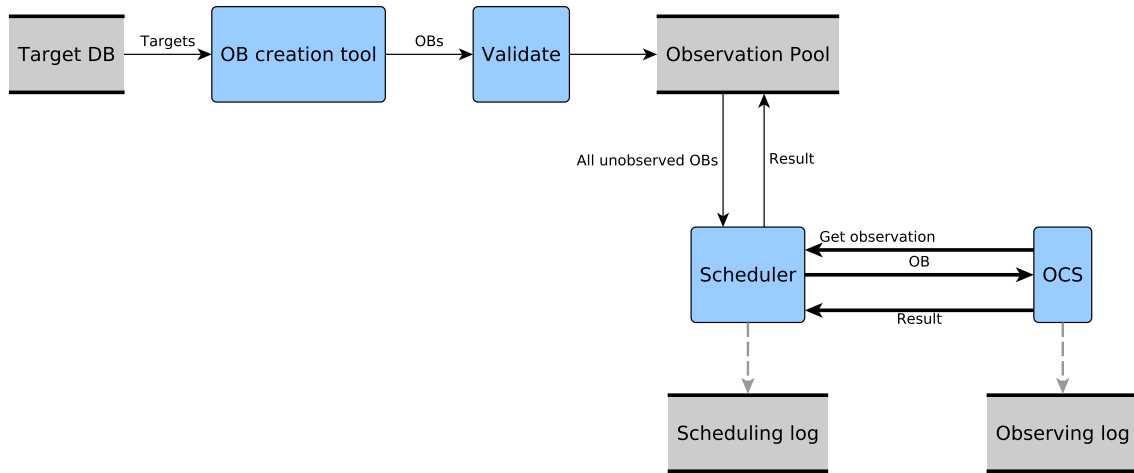 Target DB
Targets
OB creation tool
OBs
Validate
Observation Pool
All unobserved OBs
Result
Scheduler
Get observation
OB
Result
OCS
Scheduling log
Observing log